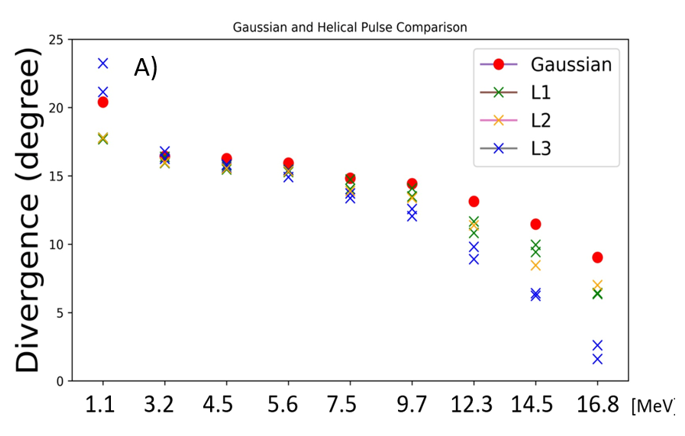 Gaussian and Helical Pulse Comparison
A)
Gaussian
L1
L2
L3
Divergence (degree)
25
20
15
10
5
0
1.1 3.2 4.5 5.6 7.5 9.7 12.3 14.5 16.8 [MeV]